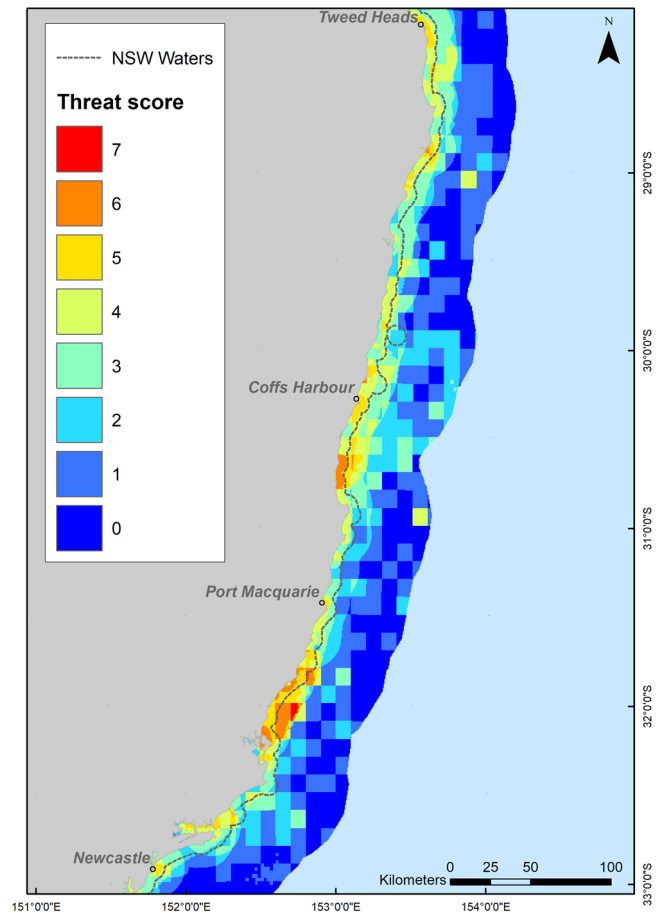 Tweed Heads
N
NSW Waters
Threat score
7
6
5
4
3
2
1
0
29°0'0"S
30°0'0"S
Coffs Harbour
31°0'0"S
Port Macquarie
32°0'0"S
Newcastle
0 25 50 100
Kilometers
33°0'0"S
151°0'0"E 152°0'0"E 153°0'0"E 154°0'0"E